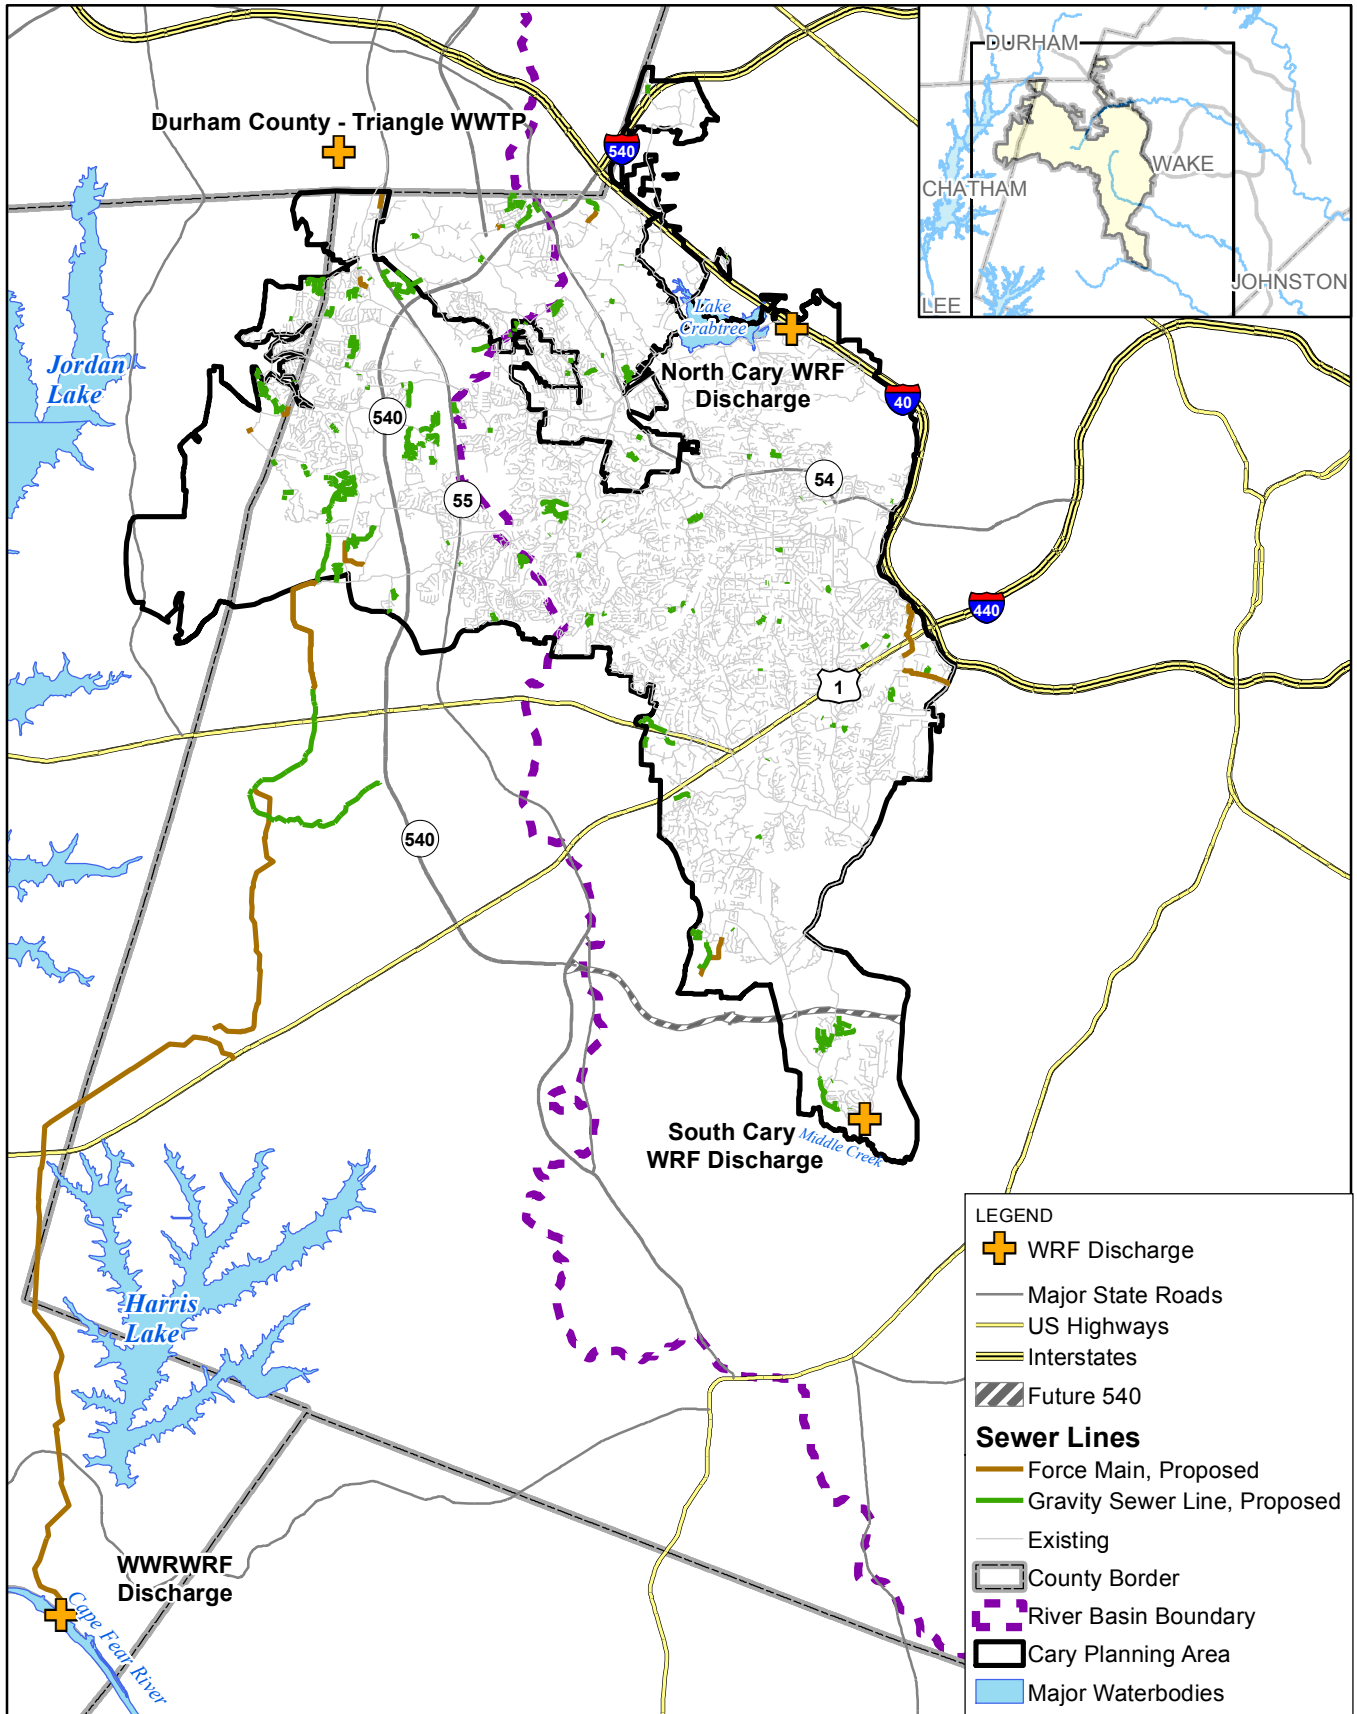 DURHAM
WAKE
CHATHAM
LEE
JOHNSTON
Durham County - Triangle WWTP
540
Lake
Crabtree
North Cary WRF
Discharge
Jordan
Lake
40
540
54
55
440
1
540
South Cary
WRF Discharge
Middle Creek
Harris
Lake
WWRWRF
Discharge
Cape Fear River
LEGEND
WRF Discharge
Major State Roads
US Highways
Interstates
Future 540
Sewer Lines
Force Main, Proposed
Gravity Sewer Line, Proposed
Existing
County Border
River Basin Boundary
Cary Planning Area
Major Waterbodies